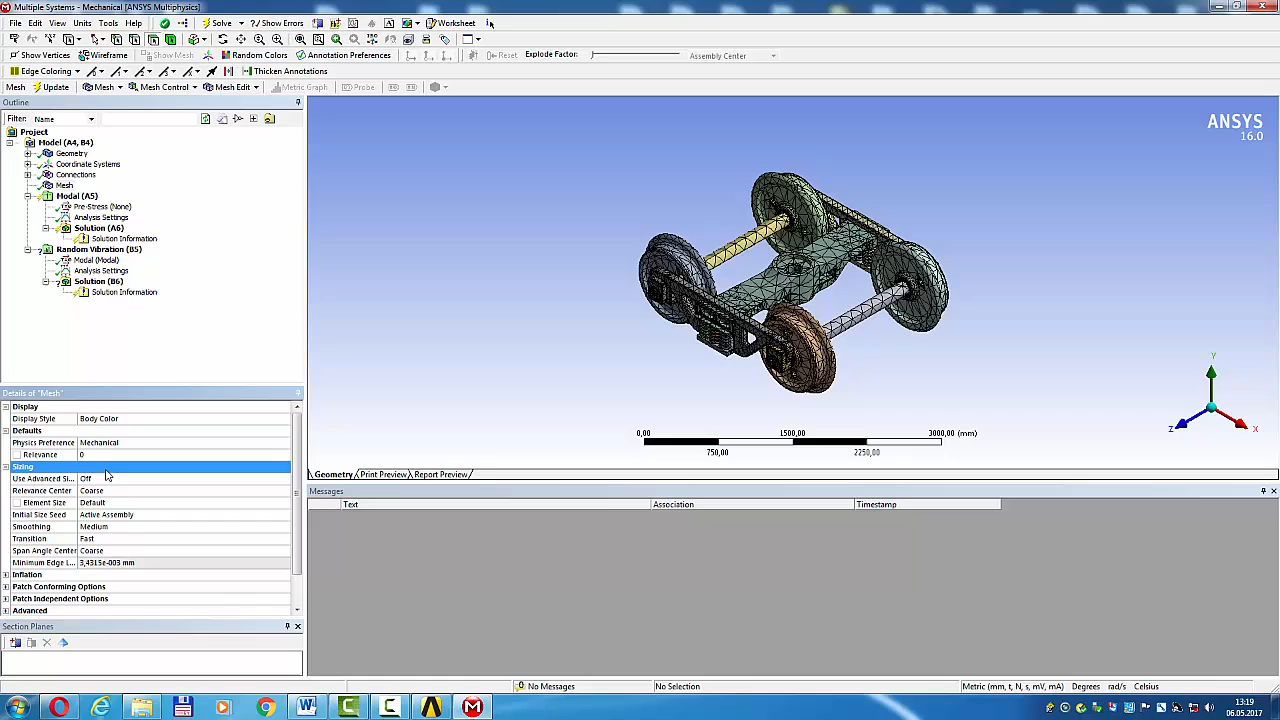 Multiple Systems - Mechanical [ANSYS Multiphysics]
File Edit View Units Tools Help Solve ?/Show Errors Worksheet
Show Vertices Wireframe Show Mesh Random Colors Annotation Preferences Reset Explode Factor: Assembly Center
Edge Coloring Thicken Annotations
Mesh Update Mesh Mesh Control Mesh Edit Metric Graph Probe
Outline
Filter: Name
Project
Model (A4, B4)
Geometry
Coordinate Systems
Connections
Mesh
Modal (A5)
Pre-Stress (None)
Analysis Settings
Solution (A6)
Solution Information
Random Vibration (B5)
Modal (Modal)
Analysis Settings
Solution (B6)
Solution Information
Details of "Mesh"
Display
Display Style Body Color
Defaults
Physics Preference Mechanical
Relevance 0
Sizing
Use Advanced Si... Off
Relevance Center Coarse
Element Size Default
Initial Size Seed Active Assembly
Smoothing Medium
Transition Fast
Span Angle Center Coarse
Minimum Edge L... 3,4315e-003 mm
Inflation
Patch Conforming Options
Patch Independent Options
Advanced
Section Planes
ANSYS
16.0
0,00 1500,00 3000,00 (mm)
750,00 2250,00
Y
Z X
Geometry Print Preview Report Preview
Messages
Text Association Timestamp
No Messages No Selection Metric (mm, t, N, s, mV, mA) Degrees rad/s Celsius
13:19
06.05.2017